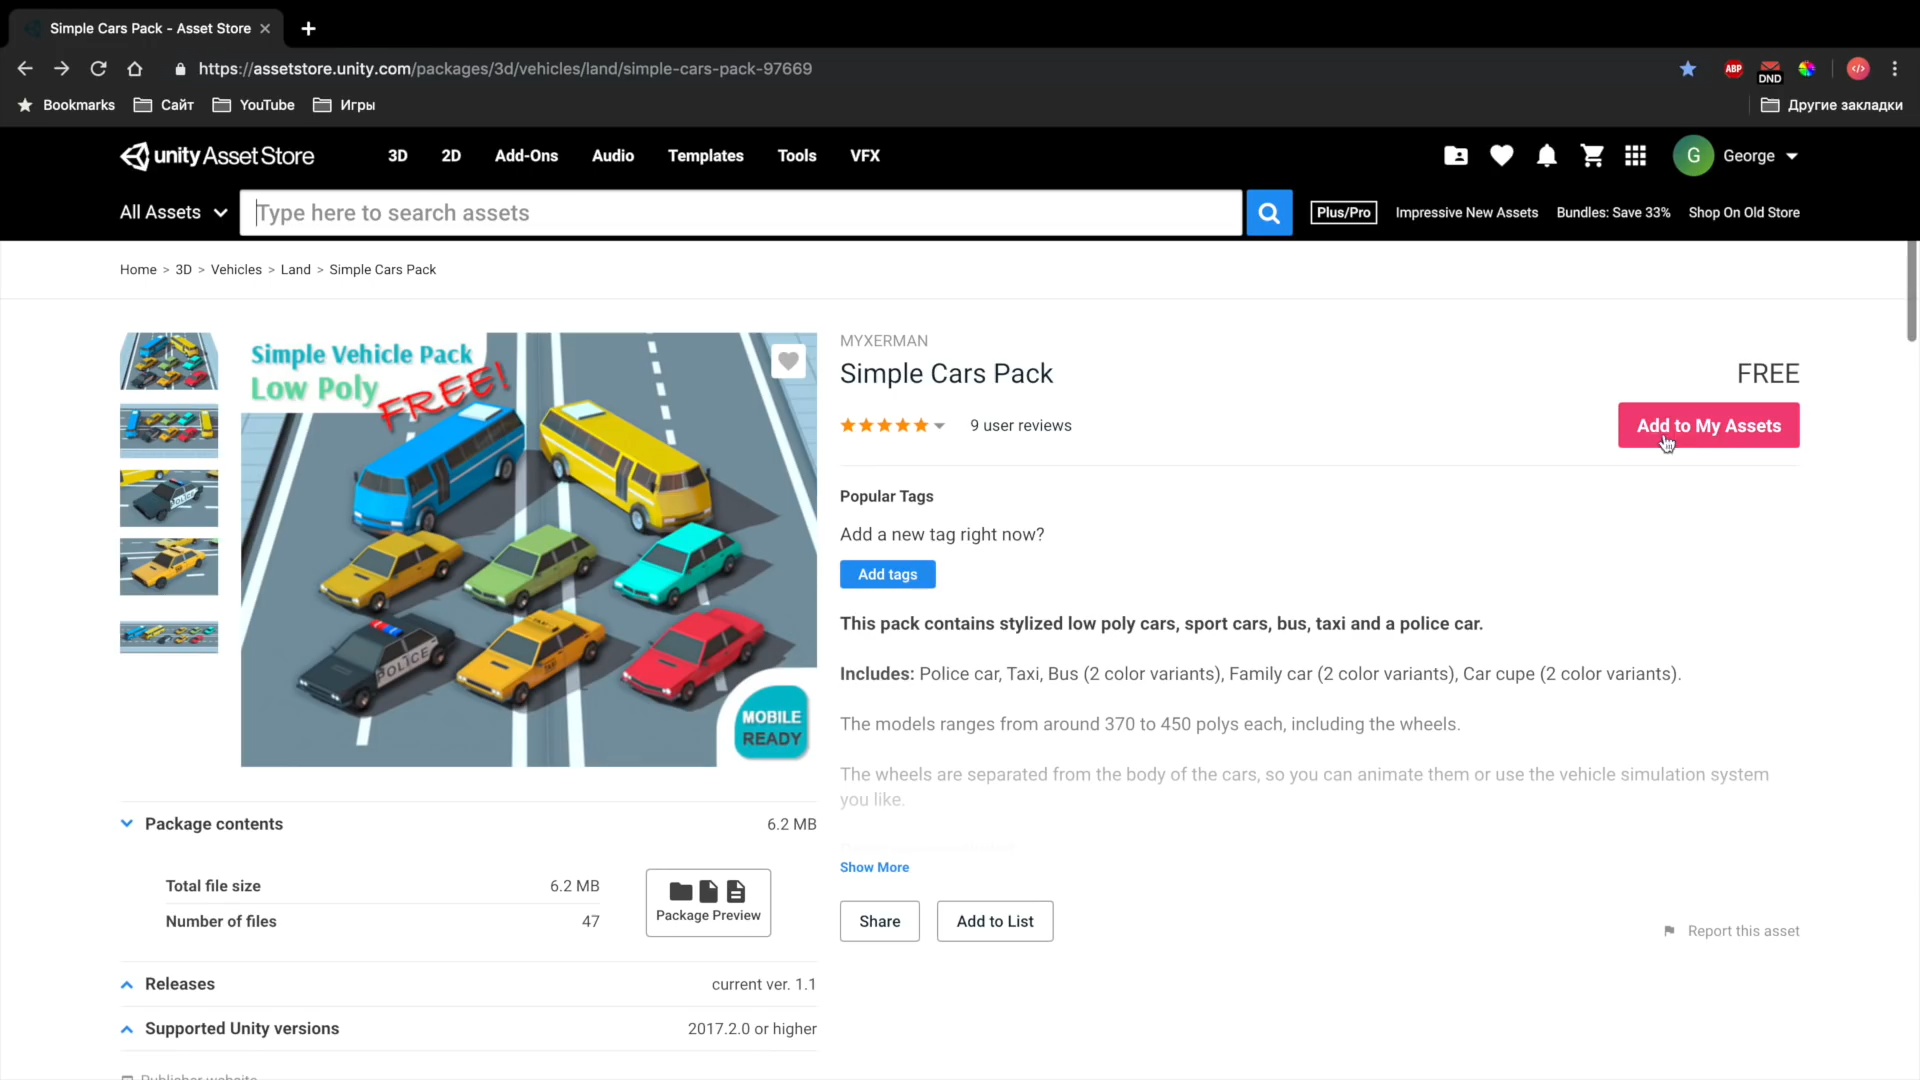 Simple Cars Pack - Asset Store
https://assetstore.unity.com/packages/3d/vehicles/land/simple-cars-pack-97669
ABP
DND
Bookmarks Сайт YouTube Игры Другие закладки
unity Asset Store 3D 2D Add-Ons Audio Templates Tools VFX G George
All Assets Type here to search assets Plus/Pro Impressive New Assets Bundles: Save 33% Shop On Old Store
Home > 3D > Vehicles > Land > Simple Cars Pack
Simple Vehicle Pack
Low Poly
FREE!
POLICE
TAXI
MOBILE
READY
MYXERMAN
Simple Cars Pack FREE
9 user reviews Add to My Assets
Popular Tags
Add a new tag right now?
Add tags
This pack contains stylized low poly cars, sport cars, bus, taxi and a police car.
Includes: Police car, Taxi, Bus (2 color variants), Family car (2 color variants), Car cupe (2 color variants).
The models ranges from around 370 to 450 polys each, including the wheels.
The wheels are separated from the body of the cars, so you can animate them or use the vehicle simulation system
you like.
Show More
Share Add to List Report this asset
Package contents 6.2 MB
Total file size 6.2 MB
Number of files 47
Package Preview
Releases current ver. 1.1
Supported Unity versions 2017.2.0 or higher
Publisher website